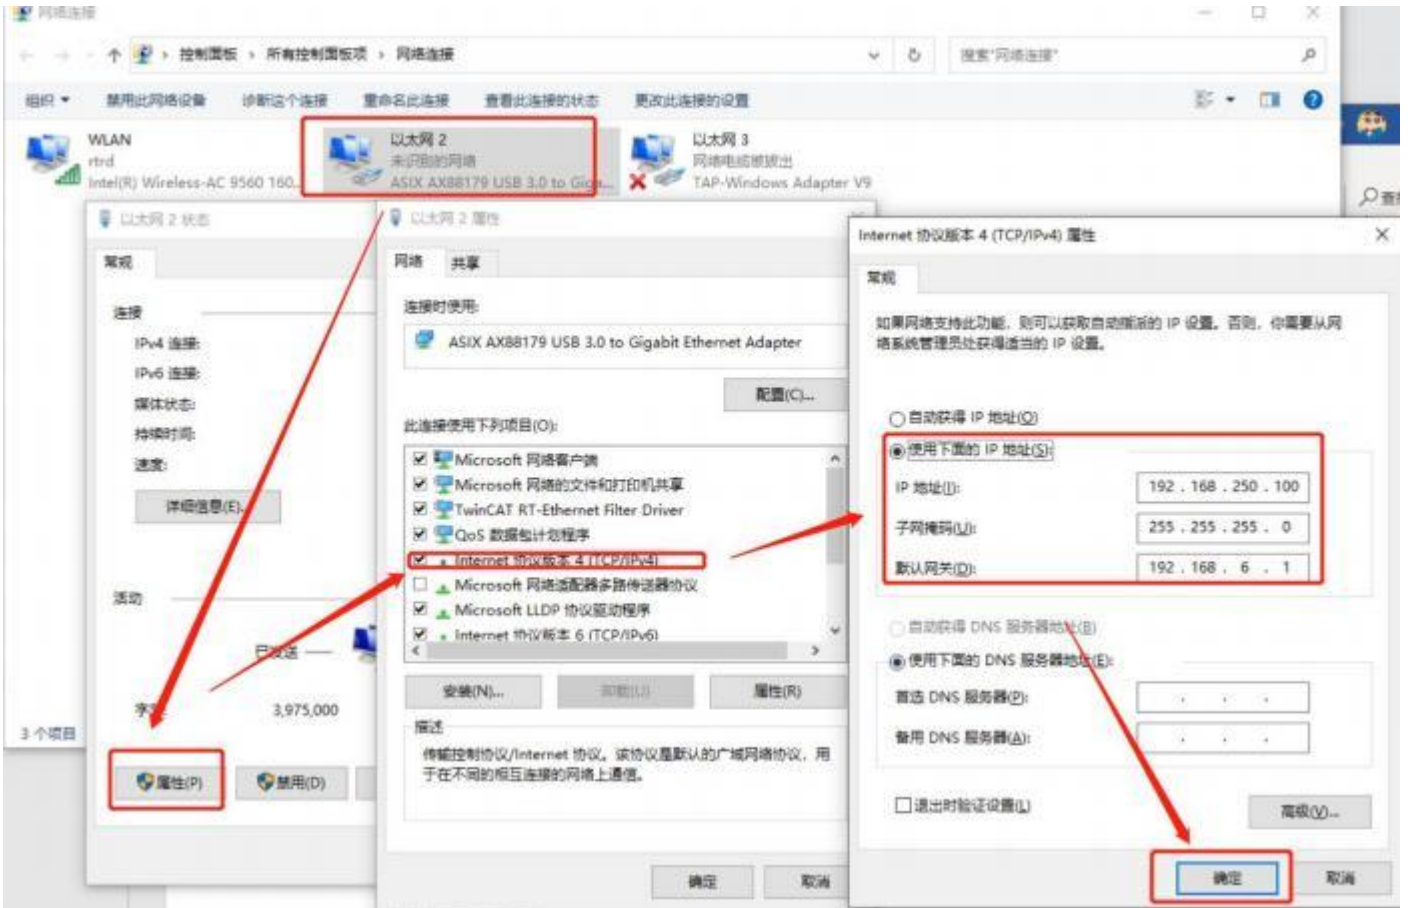 网络连接
控制面板 › 所有控制面板项 › 网络连接
搜索"网络连接"
组织 禁用此网络设备 诊断这个连接 重命名此连接 查看此连接的状态 更改此连接的设置
WLAN
rtrd
Intel(R) Wireless-AC 9560 160...
以太网 2
未识别的网络
ASIX AX88179 USB 3.0 to Giga...
以太网 3
网络电缆被拔出
TAP-Windows Adapter V9
3 个项目
以太网 2 状态
常规
连接
IPv4 连接:
IPv6 连接:
媒体状态:
持续时间:
速度:
详细信息(E)...
活动
已发送
3,975,000
属性(P)
禁用(D)
以太网 2 属性
网络 共享
连接时使用:
ASIX AX88179 USB 3.0 to Gigabit Ethernet Adapter
配置(C)...
此连接使用下列项目(O):
Microsoft 网络客户端
Microsoft 网络的文件和打印机共享
TwinCAT RT-Ethernet Filter Driver
QoS 数据包计划程序
Internet 协议版本 4 (TCP/IPv4)
Microsoft 网络适配器多路传送器协议
Microsoft LLDP 协议驱动程序
Internet 协议版本 6 (TCP/IPv6)
安装(N)... 卸载(U) 属性(R)
描述
传输控制协议/Internet 协议。该协议是默认的广域网络协议，用
于在不同的相互连接的网络上通信。
确定 取消
Internet 协议版本 4 (TCP/IPv4) 属性
常规
如果网络支持此功能，则可以获取自动指派的 IP 设置。否则，你需要从网
络系统管理员处获得适当的 IP 设置。
自动获得 IP 地址(O)
使用下面的 IP 地址(S):
IP 地址(I): 192 . 168 . 250 . 100
子网掩码(U): 255 . 255 . 255 . 0
默认网关(D): 192 . 168 . 6 . 1
自动获得 DNS 服务器地址(B)
使用下面的 DNS 服务器地址(E):
首选 DNS 服务器(P): . . .
备用 DNS 服务器(A): . . .
退出时验证设置(L)
高级(V)...
确定 取消